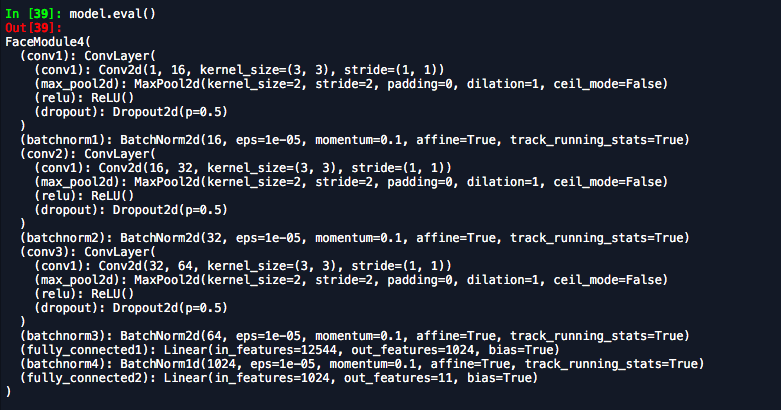 In [39]: model.eval()
Out[39]:
FaceModule4(
  (conv1): ConvLayer(
    (conv1): Conv2d(1, 16, kernel_size=(3, 3), stride=(1, 1))
    (max_pool2d): MaxPool2d(kernel_size=2, stride=2, padding=0, dilation=1, ceil_mode=False)
    (relu): ReLU()
    (dropout): Dropout2d(p=0.5)
  )
  (batchnorm1): BatchNorm2d(16, eps=1e-05, momentum=0.1, affine=True, track_running_stats=True)
  (conv2): ConvLayer(
    (conv1): Conv2d(16, 32, kernel_size=(3, 3), stride=(1, 1))
    (max_pool2d): MaxPool2d(kernel_size=2, stride=2, padding=0, dilation=1, ceil_mode=False)
    (relu): ReLU()
    (dropout): Dropout2d(p=0.5)
  )
  (batchnorm2): BatchNorm2d(32, eps=1e-05, momentum=0.1, affine=True, track_running_stats=True)
  (conv3): ConvLayer(
    (conv1): Conv2d(32, 64, kernel_size=(3, 3), stride=(1, 1))
    (max_pool2d): MaxPool2d(kernel_size=2, stride=2, padding=0, dilation=1, ceil_mode=False)
    (relu): ReLU()
    (dropout): Dropout2d(p=0.5)
  )
  (batchnorm3): BatchNorm2d(64, eps=1e-05, momentum=0.1, affine=True, track_running_stats=True)
  (fully_connected1): Linear(in_features=12544, out_features=1024, bias=True)
  (batchnorm4): BatchNorm1d(1024, eps=1e-05, momentum=0.1, affine=True, track_running_stats=True)
  (fully_connected2): Linear(in_features=1024, out_features=11, bias=True)
)